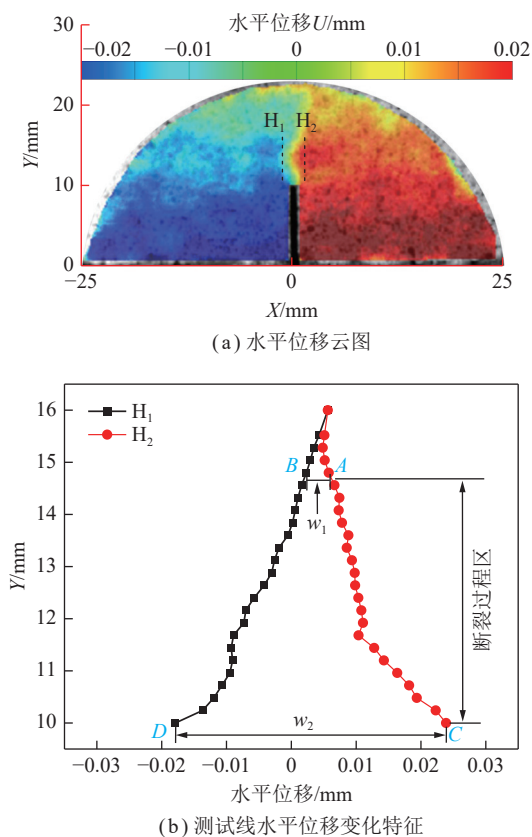 水平位移U/mm
−0.02 −0.01 0 0.01 0.02
30
20
10
0
Y/mm
H1 H2
−25 0 25
X/mm
(a) 水平位移云图
H1
H2
16
15
14
13
12
11
10
Y/mm
B A
w1
断裂过程区
w2
D C
−0.03 −0.02 −0.01 0 0.01 0.02 0.03
水平位移/mm
(b) 测试线水平位移变化特征